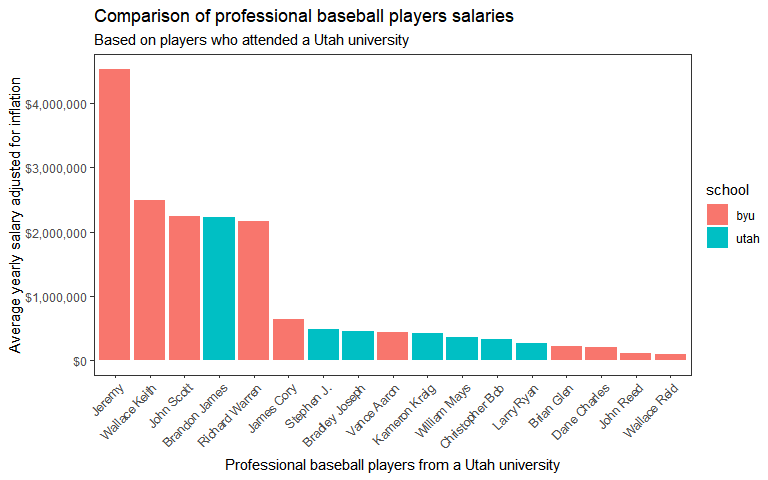 Comparison of professional baseball players salaries
Based on players who attended a Utah university
Average yearly salary adjusted for inflation
$4,000,000
$3,000,000
$2,000,000
$1,000,000
$0
school
byu
utah
Jeremy
Wallace Keith
John Scott
Brandon James
Richard Warren
James Cory
Stephen J.
Bradley Joseph
Vance Aaron
Kameron Kraig
William Mays
Christopher Bob
Larry Ryan
Brian Glen
Dane Charles
John Reed
Wallace Reid
Professional baseball players from a Utah university